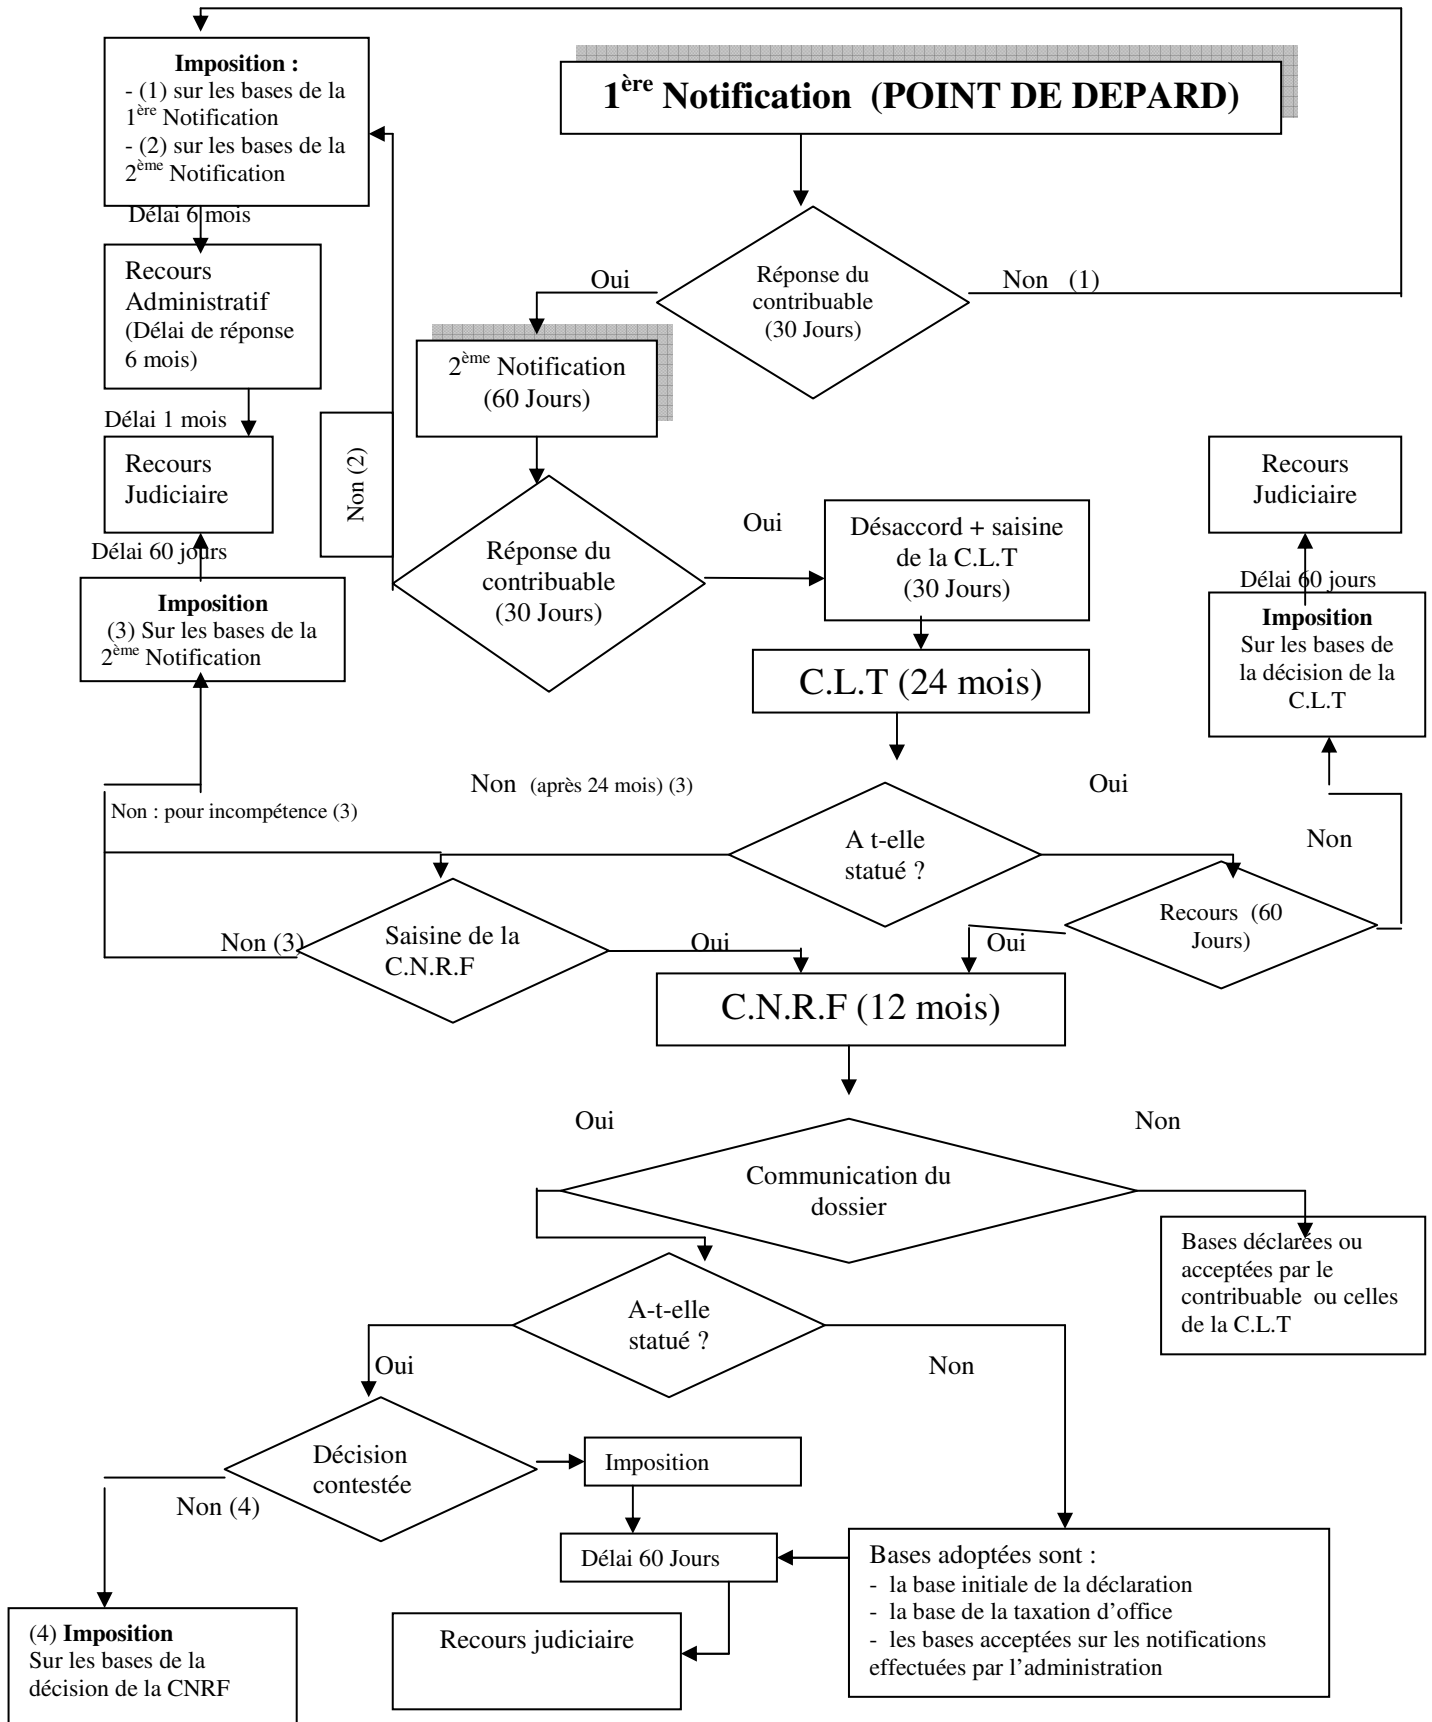 Imposition :
- (1) sur les bases de la
1ère Notification
- (2) sur les bases de la
2ème Notification
1ère Notification (POINT DE DEPARD)
Délai 6 mois
Recours
Administratif
(Délai de réponse
6 mois)
Oui
Réponse du
contribuable
(30 Jours)
Non (1)
2ème Notification
(60 Jours)
Délai 1 mois
Recours
Judiciaire
Non (2)
Recours
Judiciaire
Oui
Désaccord + saisine
de la C.L.T
(30 Jours)
Réponse du
contribuable
(30 Jours)
Délai 60 jours
Imposition
(3) Sur les bases de la
2ème Notification
Délai 60 jours
Imposition
Sur les bases de
la décision de la
C.L.T
C.L.T (24 mois)
Non (après 24 mois) (3)
Oui
Non : pour incompétence (3)
A t-elle
statué ?
Non
Recours (60
Jours)
Non (3)
Saisine de la
C.N.R.F
Oui
Oui
C.N.R.F (12 mois)
Oui
Non
Communication du
dossier
Bases déclarées ou
acceptées par le
contribuable ou celles
de la C.L.T
A-t-elle
statué ?
Oui
Non
Décision
contestée
Imposition
Non (4)
Délai 60 Jours
Bases adoptées sont :
- la base initiale de la déclaration
- la base de la taxation d’office
- les bases acceptées sur les notifications
effectuées par l’administration
Recours judiciaire
(4) Imposition
Sur les bases de la
décision de la CNRF